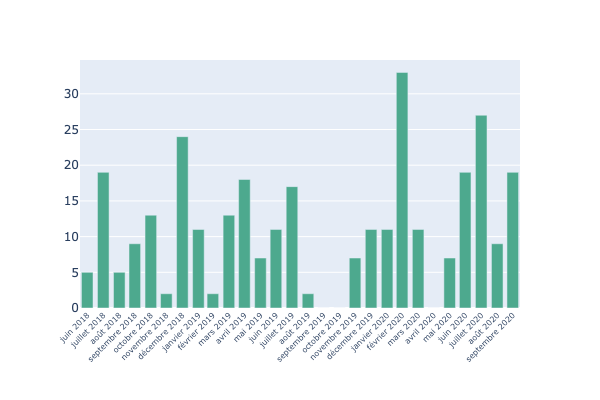 30
25
20
15
10
5
0
juin 2018
juillet 2018
août 2018
septembre 2018
octobre 2018
novembre 2018
décembre 2018
janvier 2019
février 2019
mars 2019
avril 2019
mai 2019
juin 2019
juillet 2019
août 2019
septembre 2019
octobre 2019
novembre 2019
décembre 2019
janvier 2020
février 2020
mars 2020
avril 2020
mai 2020
juin 2020
juillet 2020
août 2020
septembre 2020